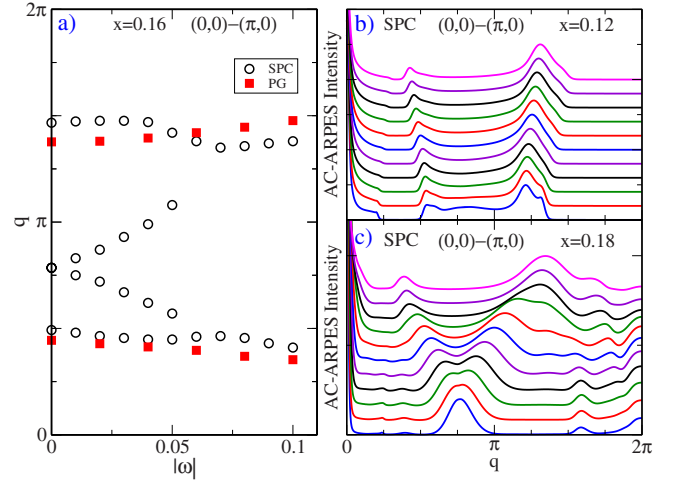 a) x=0.16 (0,0)−(π,0)
2π
SPC
PG
q
π
0
0 0.05 0.1
|ω|
b) SPC (0,0)−(π,0) x=0.12
AC-ARPES Intensity
c) SPC (0,0)−(π,0) x=0.18
AC-ARPES Intensity
0 π 2π
q